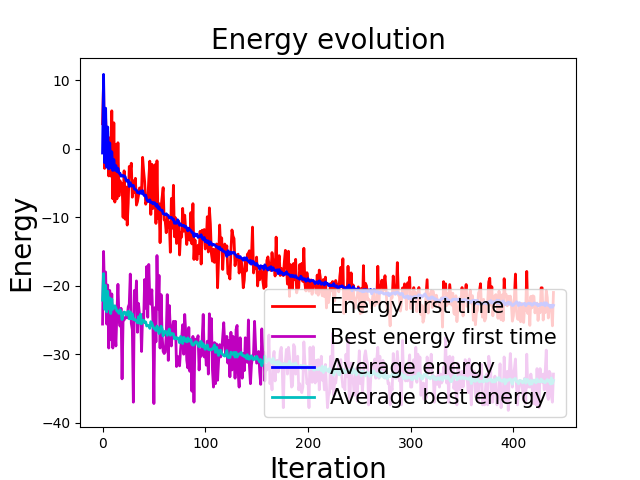 Energy evolution
Energy
10
0
−10
−20
−30
−40
Energy first time
Best energy first time
Average energy
Average best energy
0 100 200 300 400
Iteration